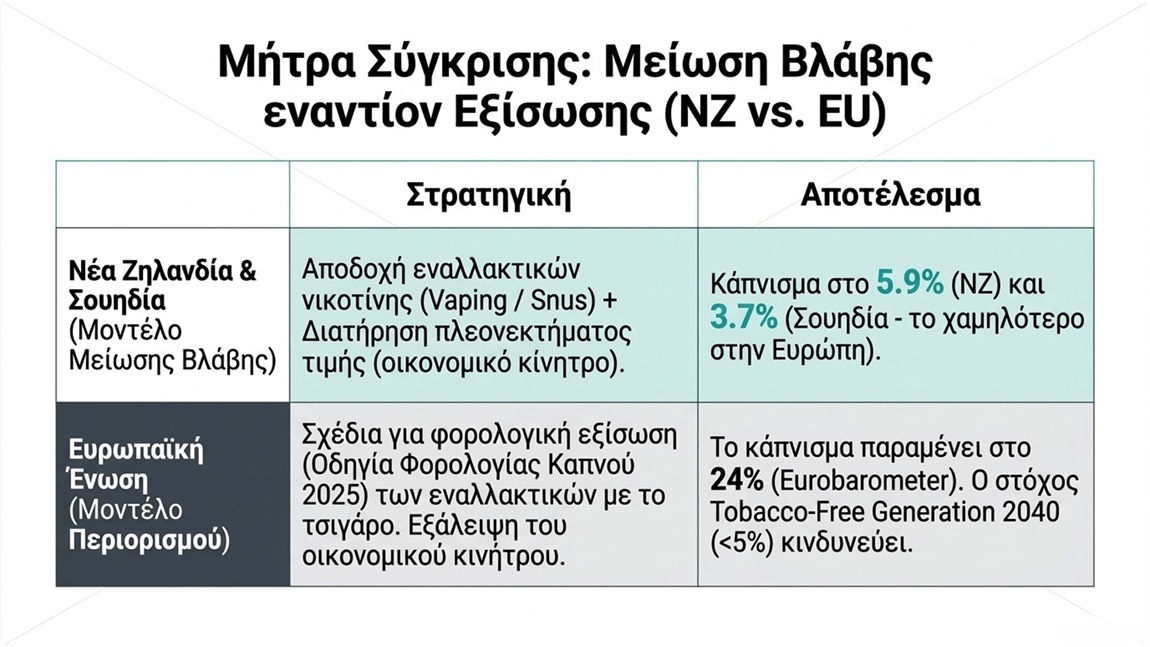 Μήτρα Σύγκρισης: Μείωση Βλάβης
εναντίον Εξίσωσης (NZ vs. EU)
Στρατηγική
Αποτέλεσμα
Νέα Ζηλανδία &
Σουηδία
(Μοντέλο
Μείωσης Βλάβης)
Αποδοχή εναλλακτικών
νικοτίνης (Vaping / Snus) +
Διατήρηση πλεονεκτήματος
τιμής (οικονομικό κίνητρο).
Κάπνισμα στο 5.9% (NZ) και
3.7% (Σουηδία - το χαμηλότερο
στην Ευρώπη).
Ευρωπαϊκή
Ένωση
(Μοντέλο
Περιορισμού)
Σχέδια για φορολογική εξίσωση
(Οδηγία Φορολογίας Καπνού
2025) των εναλλακτικών με το
τσιγάρο. Εξάλειψη του
οικονομικού κινήτρου.
Το κάπνισμα παραμένει στο
24% (Eurobarometer). Ο στόχος
Tobacco-Free Generation 2040
(<5%) κινδυνεύει.